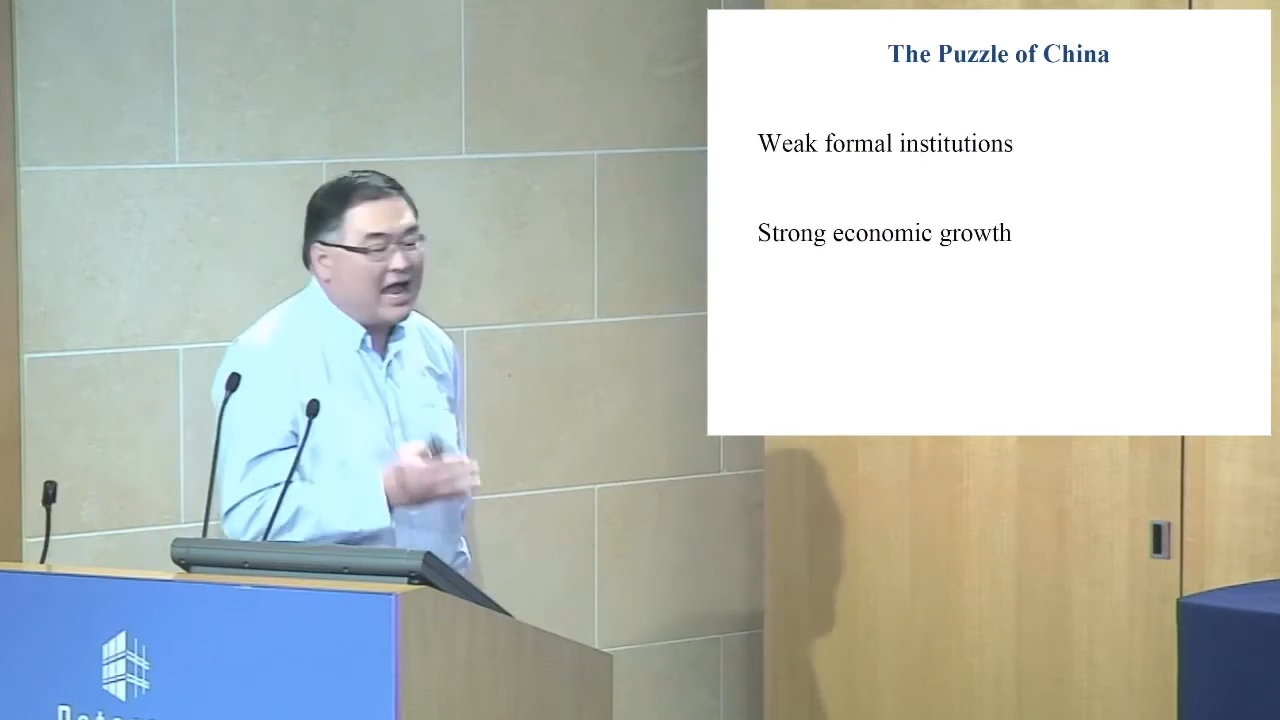 The Puzzle of China
Weak formal institutions
Strong economic growth